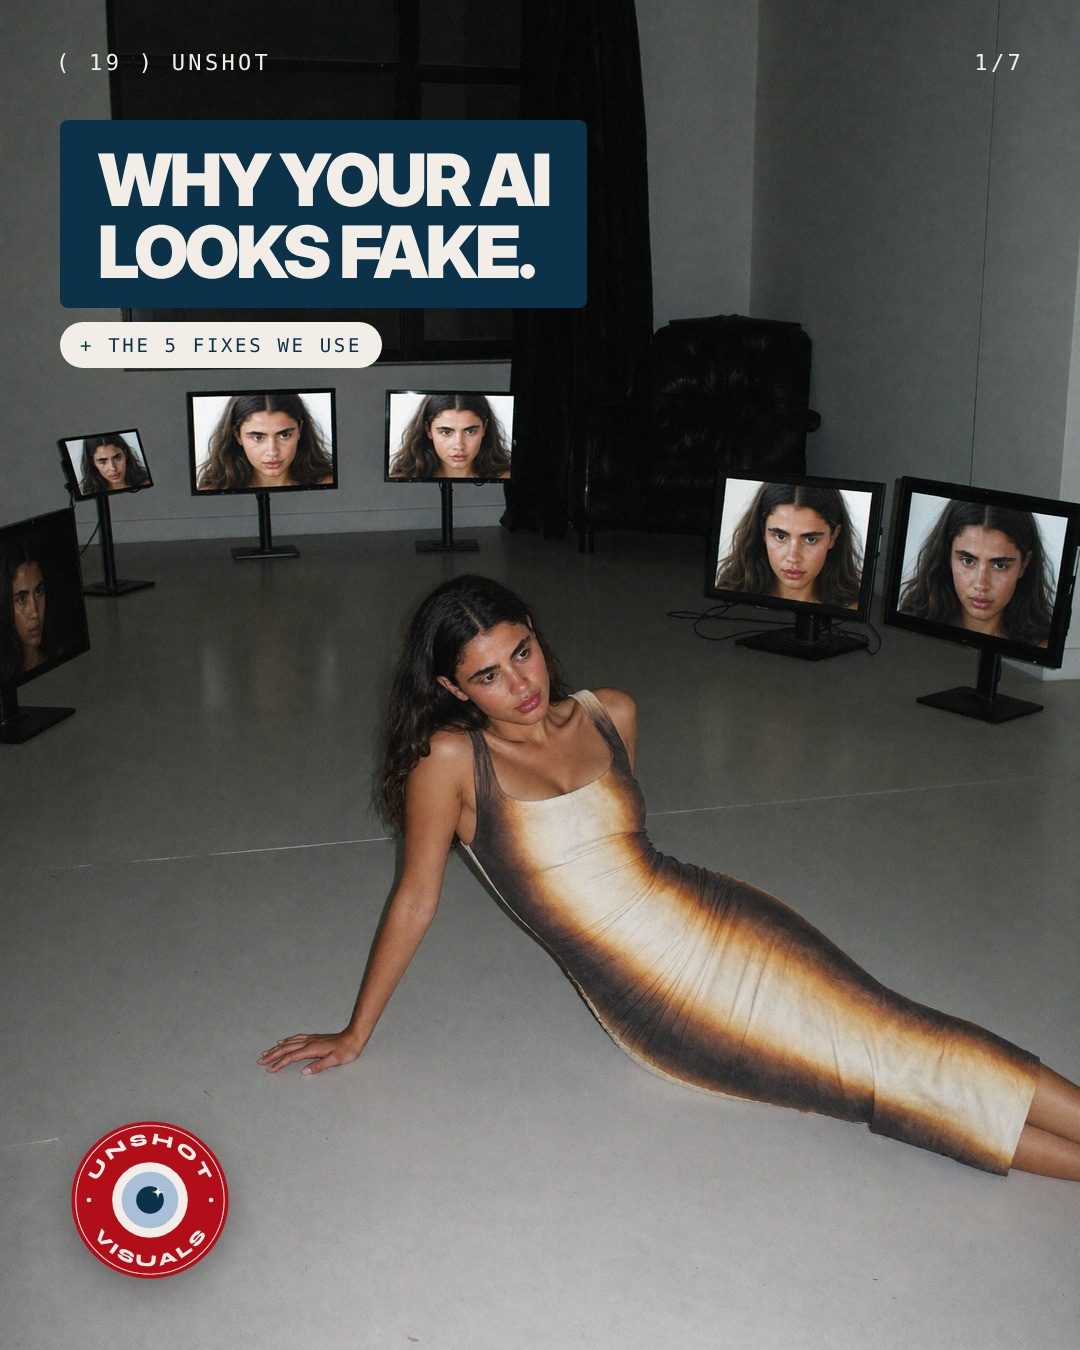 ( 19 ) UNSHOT
1/7
WHY YOUR AI
LOOKS FAKE.
+ THE 5 FIXES WE USE
UNSHOT
VISUALS